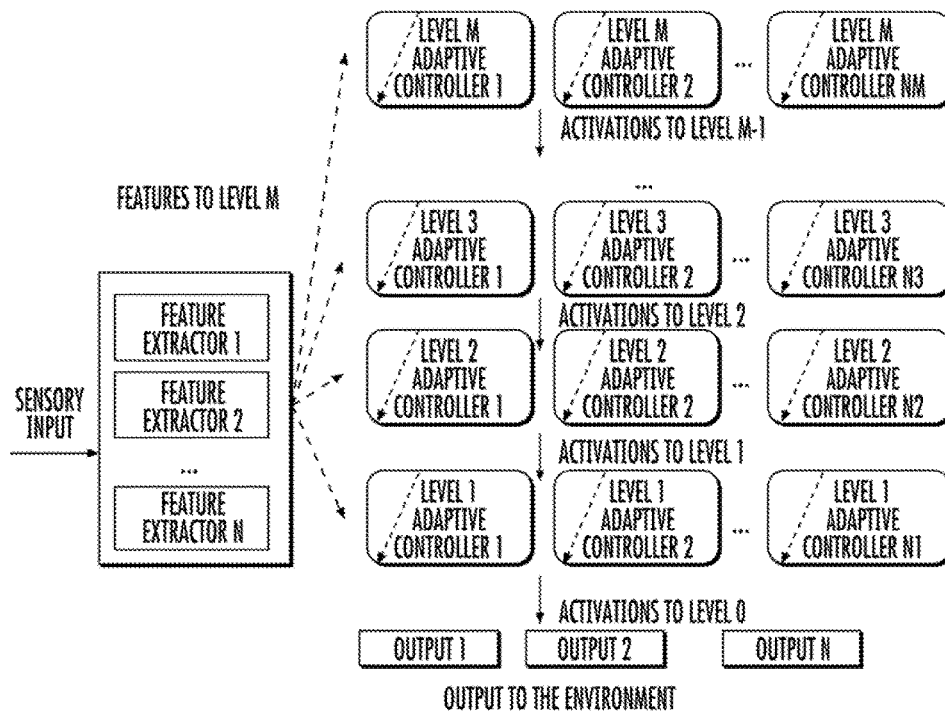 LEVEL M
ADAPTIVE
CONTROLLER 1
LEVEL M
ADAPTIVE
CONTROLLER 2
...
LEVEL M
ADAPTIVE
CONTROLLER NM
ACTIVATIONS TO LEVEL M-1
FEATURES TO LEVEL M
...
LEVEL 3
ADAPTIVE
CONTROLLER 1
LEVEL 3
ADAPTIVE
CONTROLLER 2
...
LEVEL 3
ADAPTIVE
CONTROLLER N3
ACTIVATIONS TO LEVEL 2
SENSORY
INPUT
FEATURE
EXTRACTOR 1
FEATURE
EXTRACTOR 2
...
FEATURE
EXTRACTOR N
LEVEL 2
ADAPTIVE
CONTROLLER 1
LEVEL 2
ADAPTIVE
CONTROLLER 2
...
LEVEL 2
ADAPTIVE
CONTROLLER N2
ACTIVATIONS TO LEVEL 1
LEVEL 1
ADAPTIVE
CONTROLLER 1
LEVEL 1
ADAPTIVE
CONTROLLER 2
...
LEVEL 1
ADAPTIVE
CONTROLLER N1
ACTIVATIONS TO LEVEL 0
OUTPUT 1
OUTPUT 2
OUTPUT N
OUTPUT TO THE ENVIRONMENT